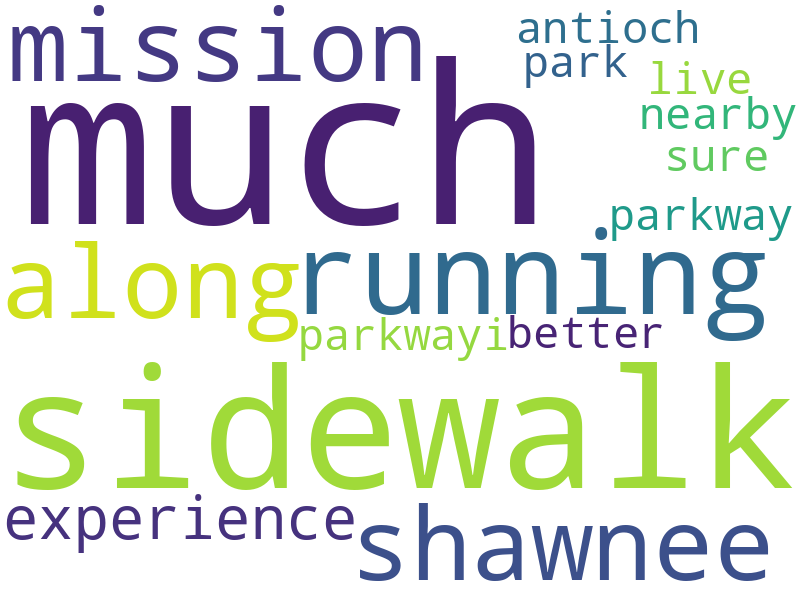 mission
antioch
park
live
much
nearby
sure
parkway
along
running
parkwayi
better
sidewalk
experience
shawnee